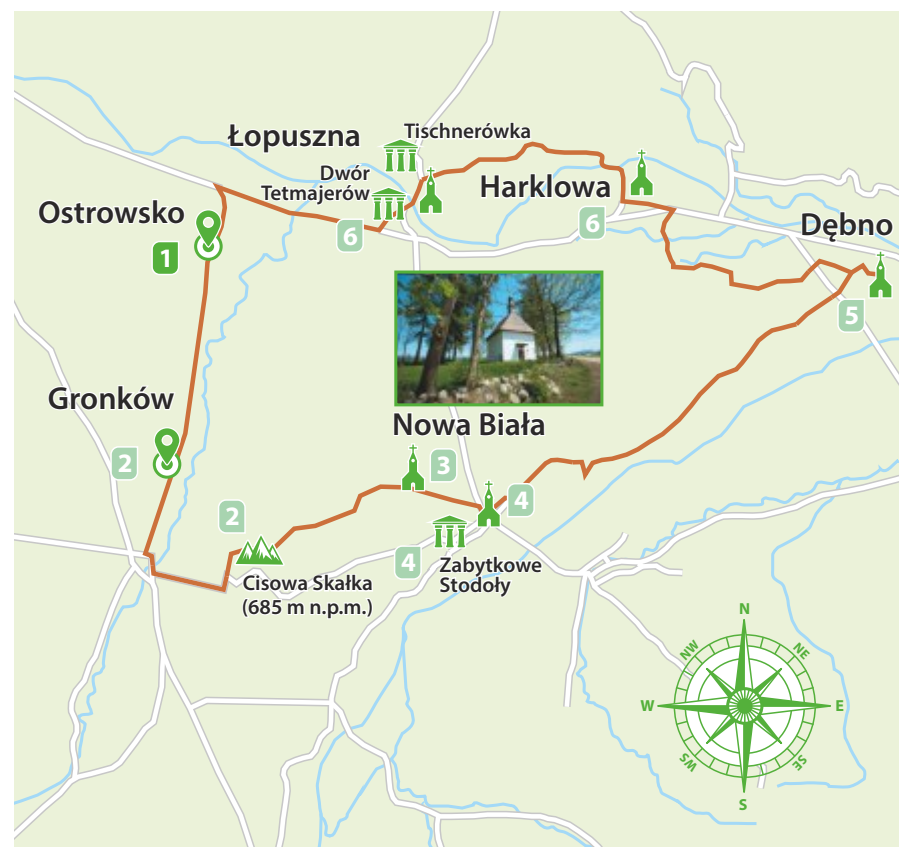 Łopuszna
Tischnerówka
Dwór
Tetmajerów
Harklowa
Ostrowsko
1
6
6
Dębno
5
Gronków
2
Nowa Biała
3
4
2
4
Cisowa Skałka
(685 m n.p.m.)
Zabytkowe
Stodoły
N
NW
NE
W
E
SW
SE
S